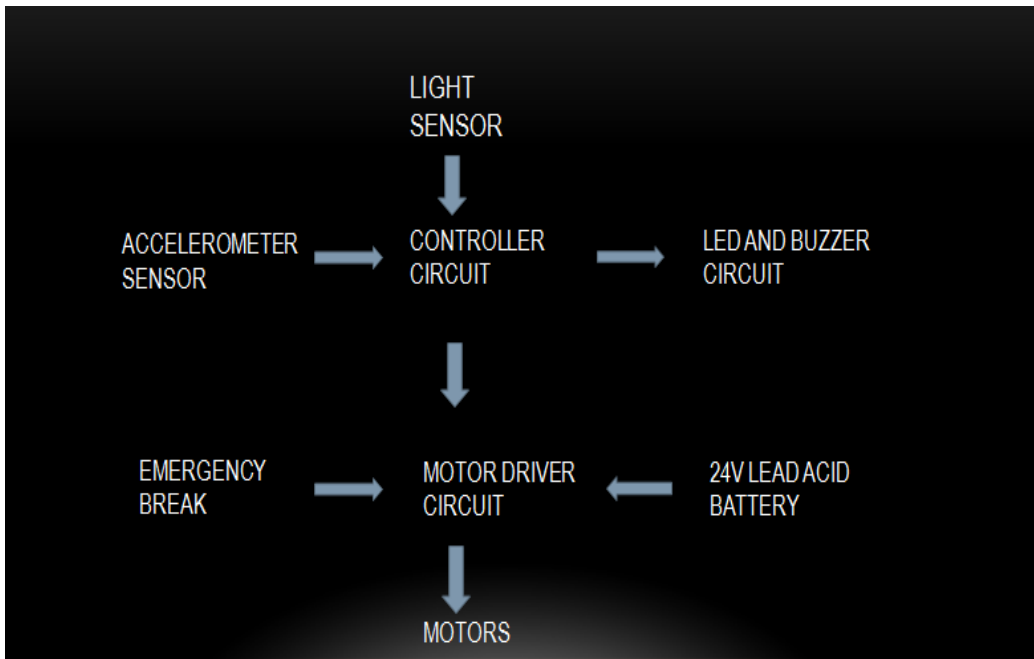 LIGHT
SENSOR
ACCELEROMETER
SENSOR
CONTROLLER
CIRCUIT
LED AND BUZZER
CIRCUIT
EMERGENCY
BREAK
MOTOR DRIVER
CIRCUIT
24V LEAD ACID
BATTERY
MOTORS